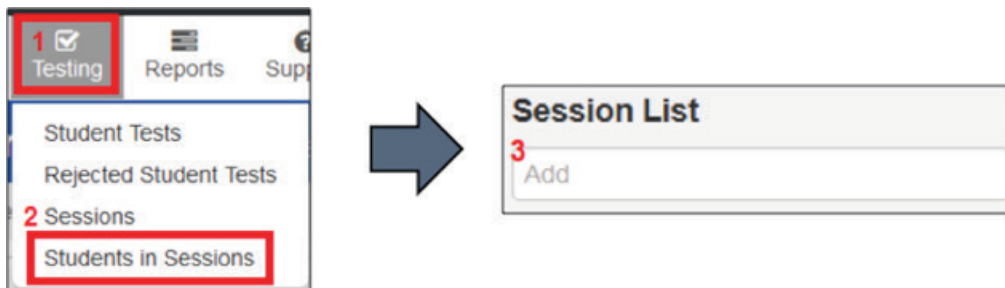 1
Testing
Reports
Student Tests
Rejected Student Tests
2 Sessions
Students in Sessions
Session List
3
Add